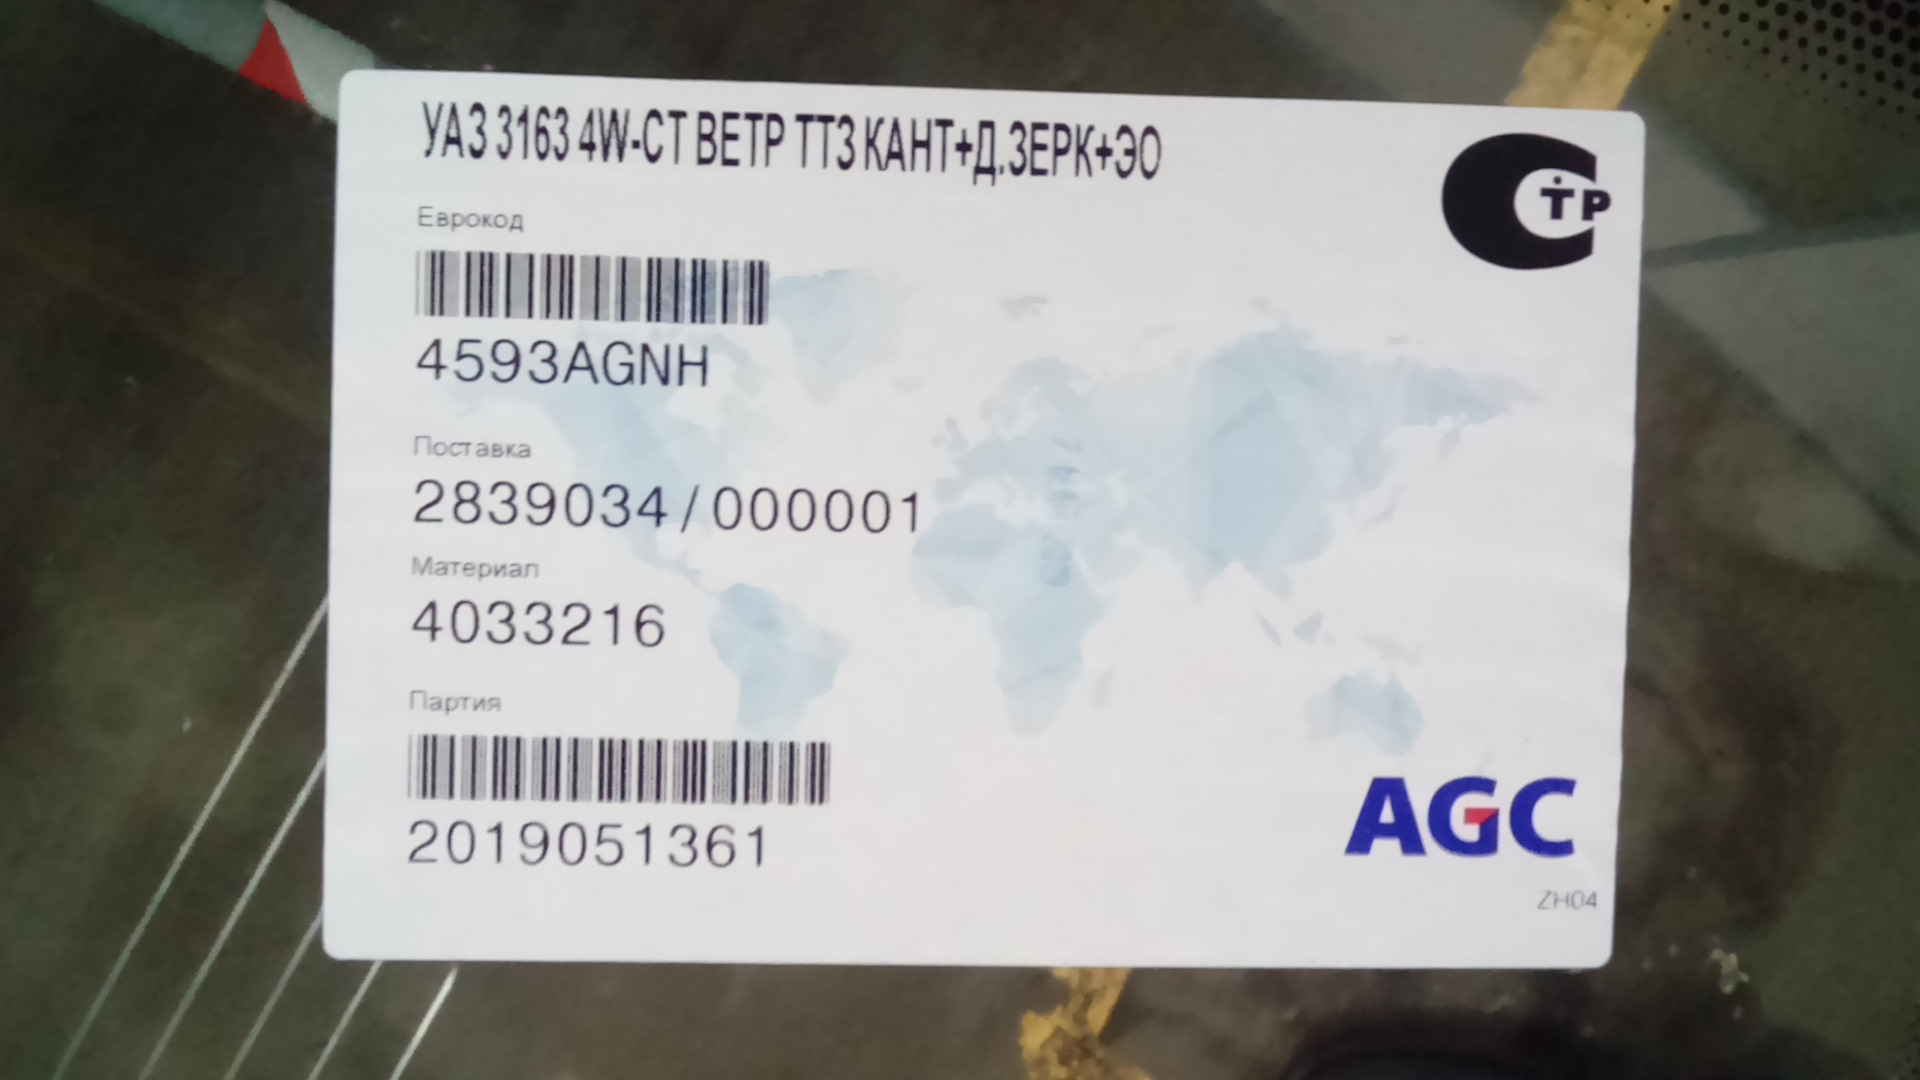 УАЗ 3163 4W-СТ ВЕТР ТТЗ КАНТ+Д.ЗЕРК+ЭО
ТР
Еврокод
4593AGNH
Поставка
2839034/000001
Материал
4033216
Партия
2019051361
AGC
ZH04